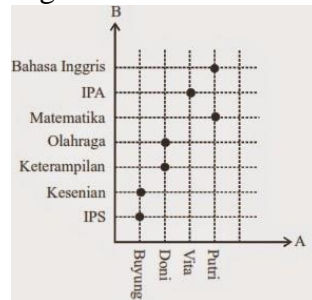 B
Bahasa Inggris
IPA
Matematika
Olahraga
Keterampilan
Kesenian
IPS
A
Buyung
Doni
Vita
Putri